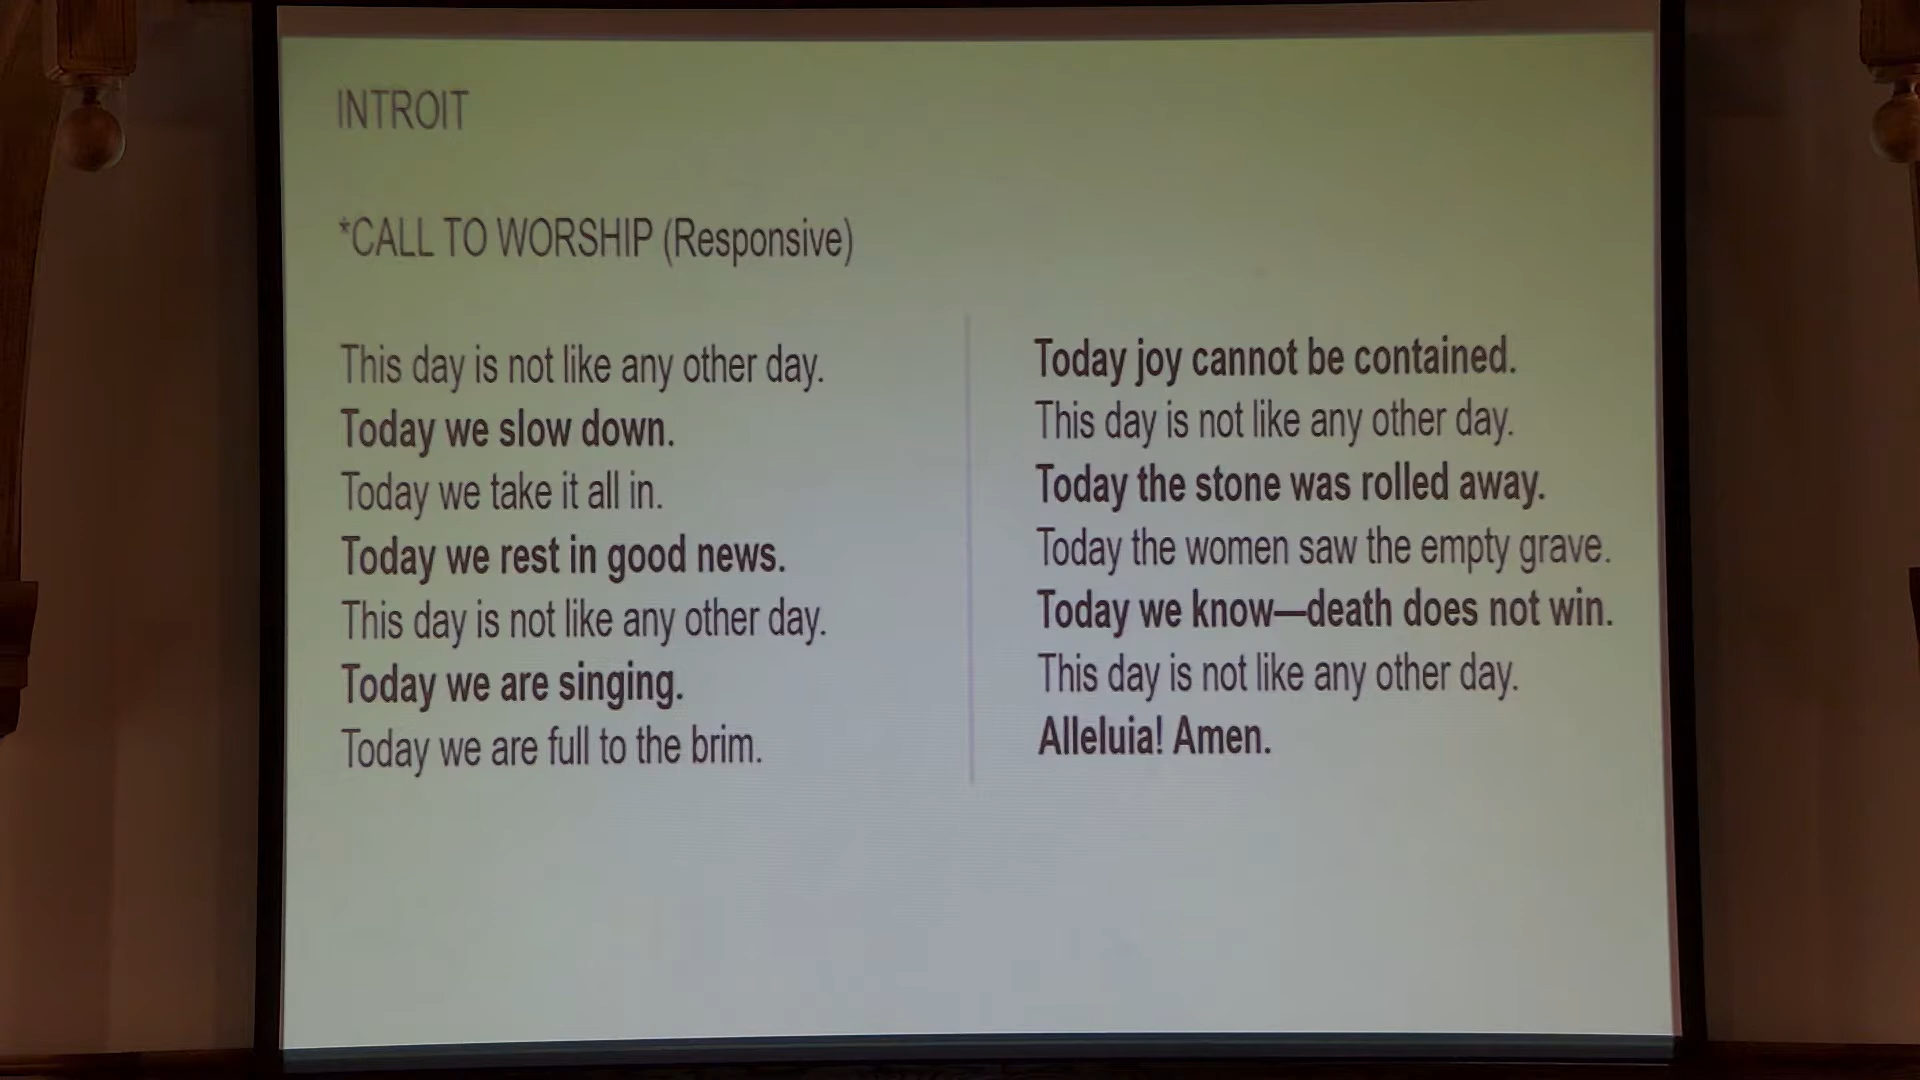 INTROIT
*CALL TO WORSHIP (Responsive)
This day is not like any other day.
Today we slow down.
Today we take it all in.
Today we rest in good news.
This day is not like any other day.
Today we are singing.
Today we are full to the brim.
Today joy cannot be contained.
This day is not like any other day.
Today the stone was rolled away.
Today the women saw the empty grave.
Today we know—death does not win.
This day is not like any other day.
Alleluia! Amen.